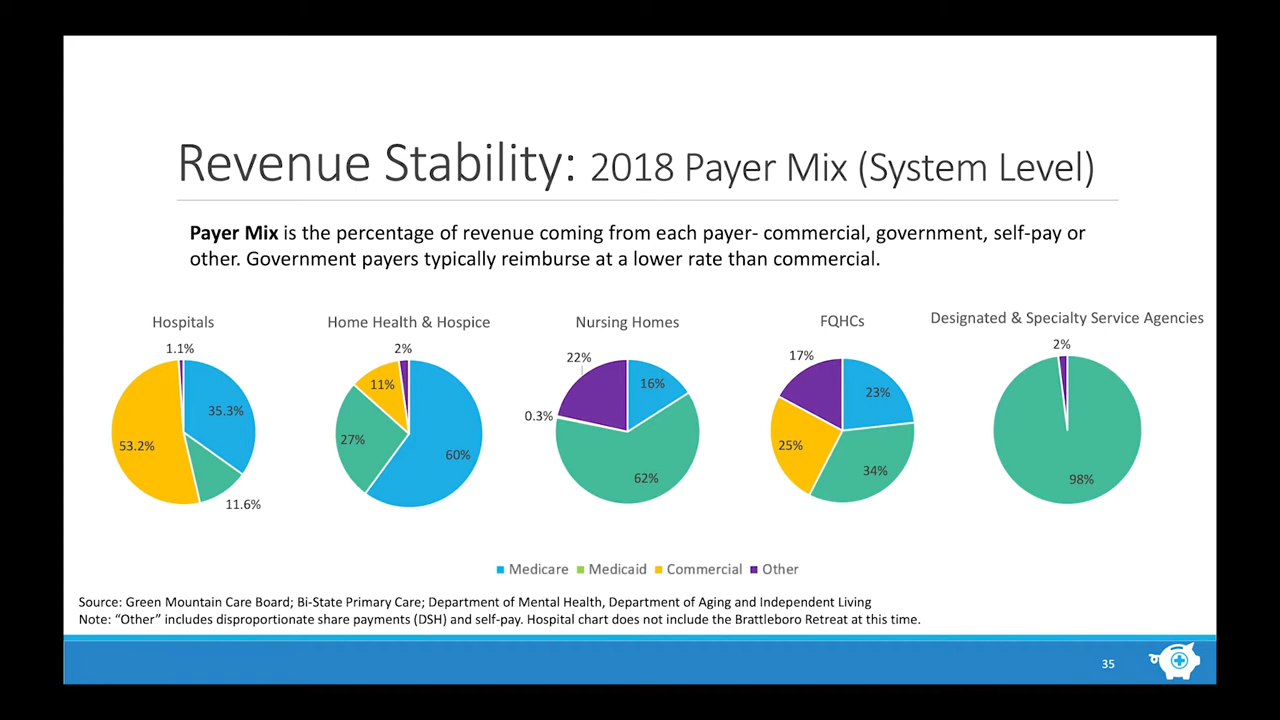 Revenue Stability: 2018 Payer Mix (System Level)
Payer Mix is the percentage of revenue coming from each payer- commercial, government, self-pay or
other. Government payers typically reimburse at a lower rate than commercial.
Hospitals
1.1%
35.3%
53.2%
11.6%
Home Health & Hospice
2%
11%
27%
60%
Nursing Homes
22%
16%
0.3%
62%
FQHCs
17%
23%
25%
34%
Designated & Specialty Service Agencies
2%
98%
Medicare Medicaid Commercial Other
Source: Green Mountain Care Board; Bi-State Primary Care; Department of Mental Health, Department of Aging and Independent Living
Note: “Other” includes disproportionate share payments (DSH) and self-pay. Hospital chart does not include the Brattleboro Retreat at this time.
35